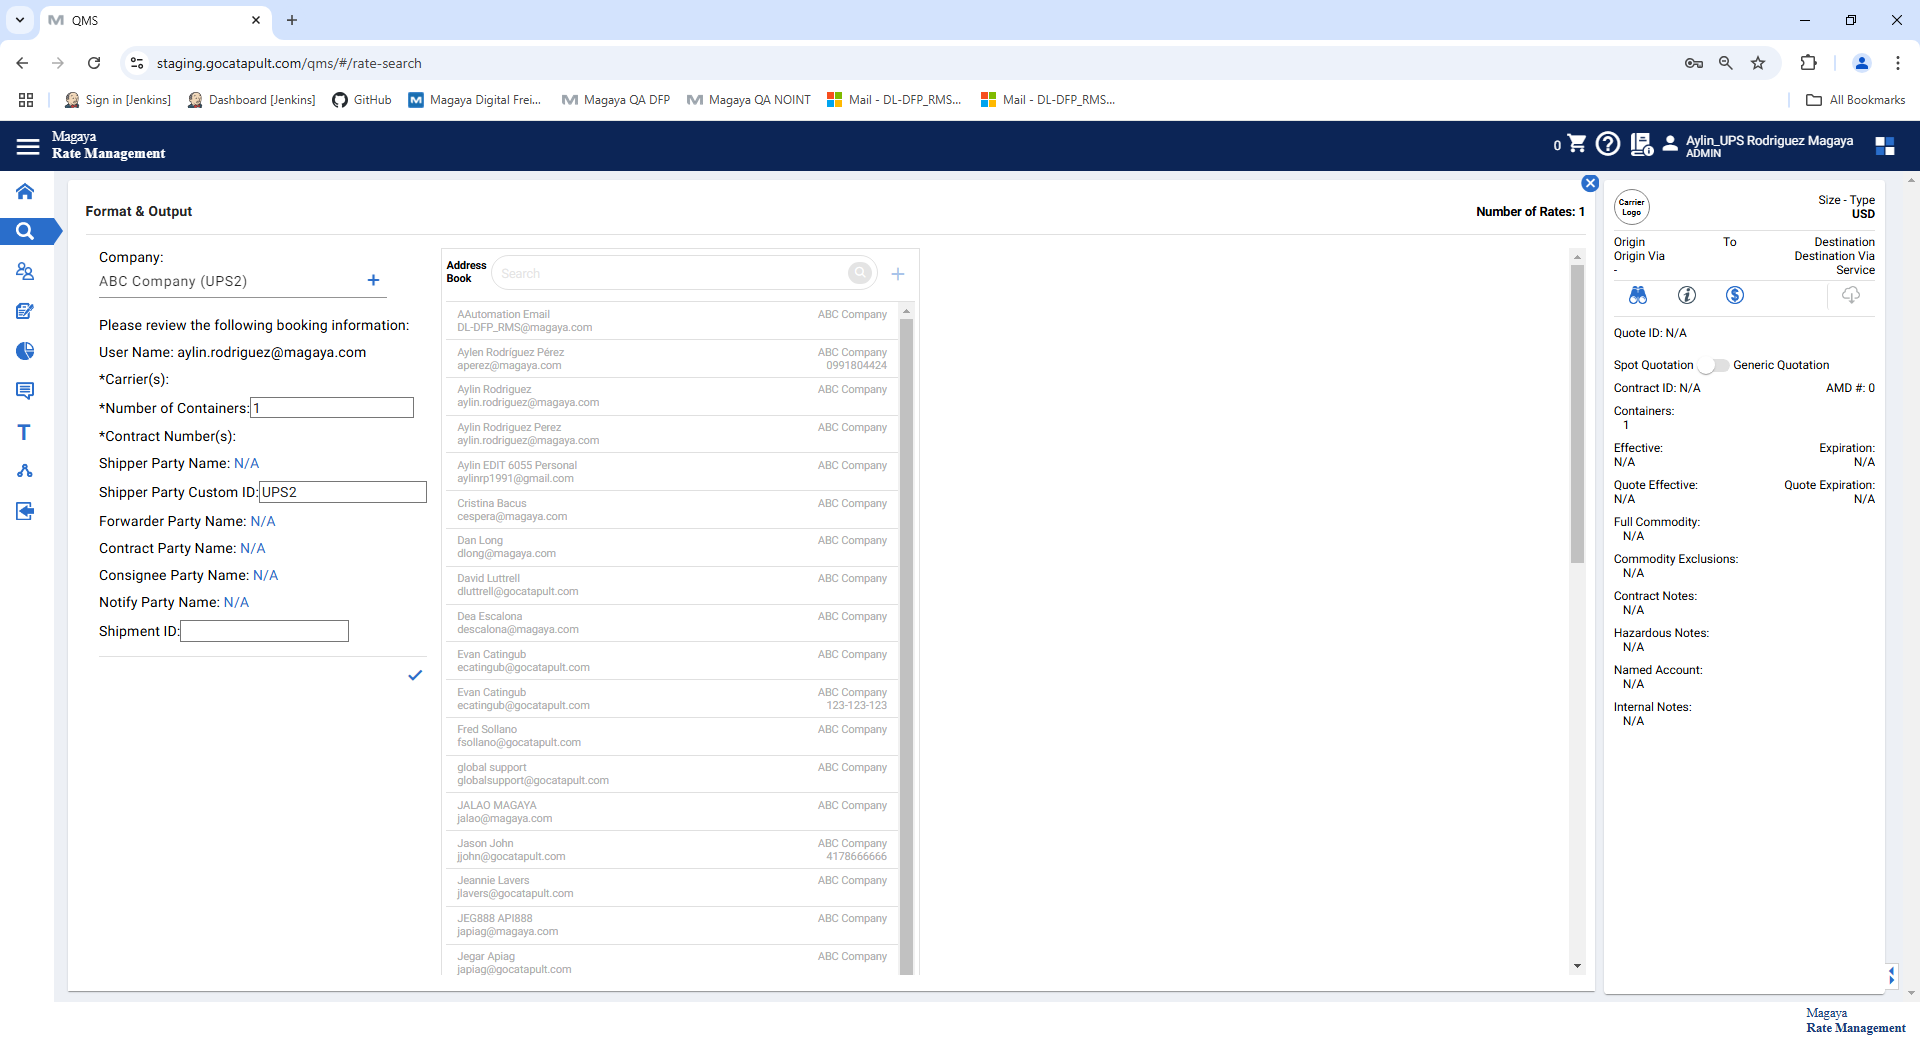 QMS
staging.gocatapult.com/qms/#/rate-search
Sign in [Jenkins]
Dashboard [Jenkins]
GitHub
Magaya Digital Frei...
Magaya QA DFP
Magaya QA NOINT
Mail - DL-DFP_RMS...
Mail - DL-DFP_RMS...
All Bookmarks
Magaya
Rate Management
0
Aylin_UPS Rodriguez Magaya
ADMIN
Format & Output
Number of Rates: 1
Company:
ABC Company (UPS2)
Please review the following booking information:
User Name: aylin.rodriguez@magaya.com
*Carrier(s):
*Number of Containers: 1
*Contract Number(s):
Shipper Party Name: N/A
Shipper Party Custom ID: UPS2
Forwarder Party Name: N/A
Contract Party Name: N/A
Consignee Party Name: N/A
Notify Party Name: N/A
Shipment ID:
Address
Book
Search
AAutomation Email ABC Company
DL-DFP_RMS@magaya.com
Aylen Rodríguez Pérez ABC Company
aperez@magaya.com 0991804424
Aylin Rodriguez ABC Company
aylin.rodriguez@magaya.com
Aylin Rodriguez Perez ABC Company
aylin.rodriguez@magaya.com
Aylin EDIT 6055 Personal ABC Company
aylinrp1991@gmail.com
Cristina Bacus ABC Company
cespera@magaya.com
Dan Long ABC Company
dlong@magaya.com
David Luttrell ABC Company
dluttrell@gocatapult.com
Dea Escalona ABC Company
descalona@magaya.com
Evan Catingub ABC Company
ecatingub@gocatapult.com
Evan Catingub ABC Company
ecatingub@gocatapult.com 123-123-123
Fred Sollano ABC Company
fsollano@gocatapult.com
global support ABC Company
globalsupport@gocatapult.com
JALAO MAGAYA ABC Company
jalao@magaya.com
Jason John ABC Company
jjohn@gocatapult.com 4178666666
Jeannie Lavers ABC Company
jlavers@gocatapult.com
JEG888 API888 ABC Company
japiag@magaya.com
Jegar Apiag ABC Company
japiag@gocatapult.com
Carrier
Logo
Size - Type
USD
Origin To Destination
Origin Via Destination Via
- Service
Quote ID: N/A
Spot Quotation Generic Quotation
Contract ID: N/A AMD #: 0
Containers:
1
Effective: Expiration:
N/A N/A
Quote Effective: Quote Expiration:
N/A N/A
Full Commodity:
N/A
Commodity Exclusions:
N/A
Contract Notes:
N/A
Hazardous Notes:
N/A
Named Account:
N/A
Internal Notes:
N/A
Magaya
Rate Management